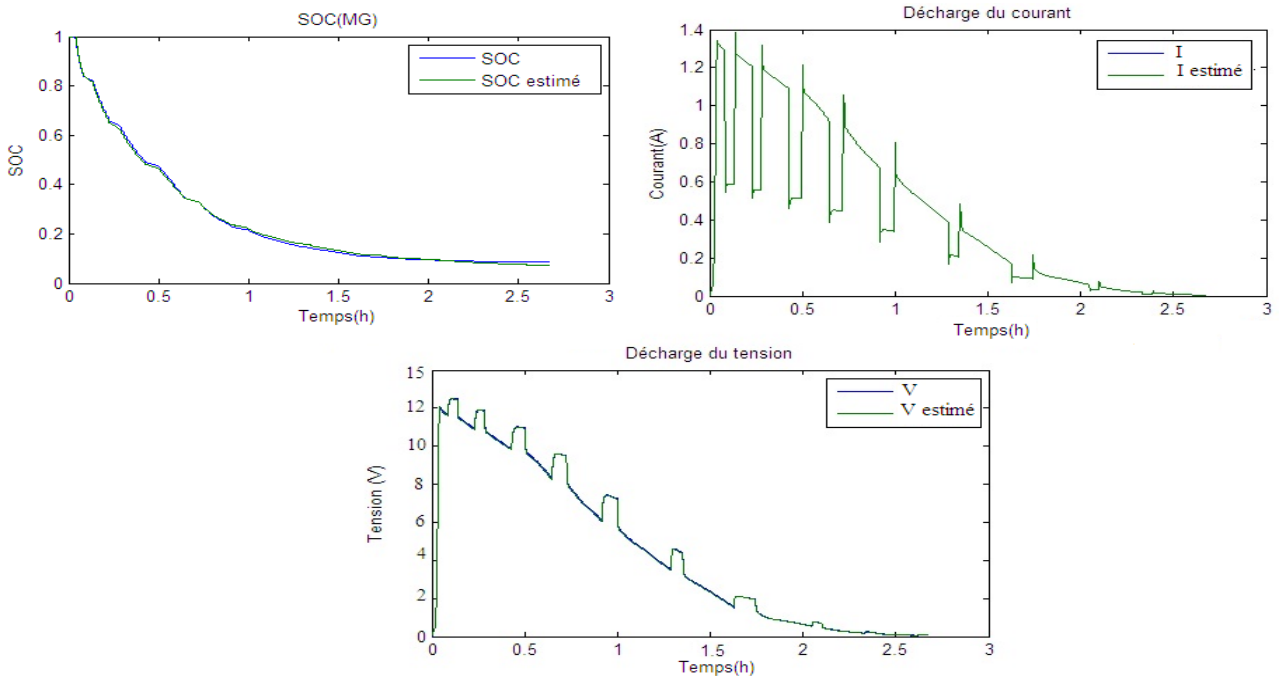 SOC(MG)
SOC
SOC estimé
1
0.8
0.6
0.4
0.2
0
SOC
0
0.5
1
1.5
2
2.5
3
Temps(h)
Décharge du courant
I
I estimé
1.4
1.2
1
0.8
0.6
0.4
0.2
0
Courant(A)
0
0.5
1
1.5
2
2.5
3
Temps(h)
Décharge du tension
V
V estimé
15
12
10
8
6
4
2
0
Tension (V)
0
0.5
1
1.5
2
2.5
3
Temps(h)